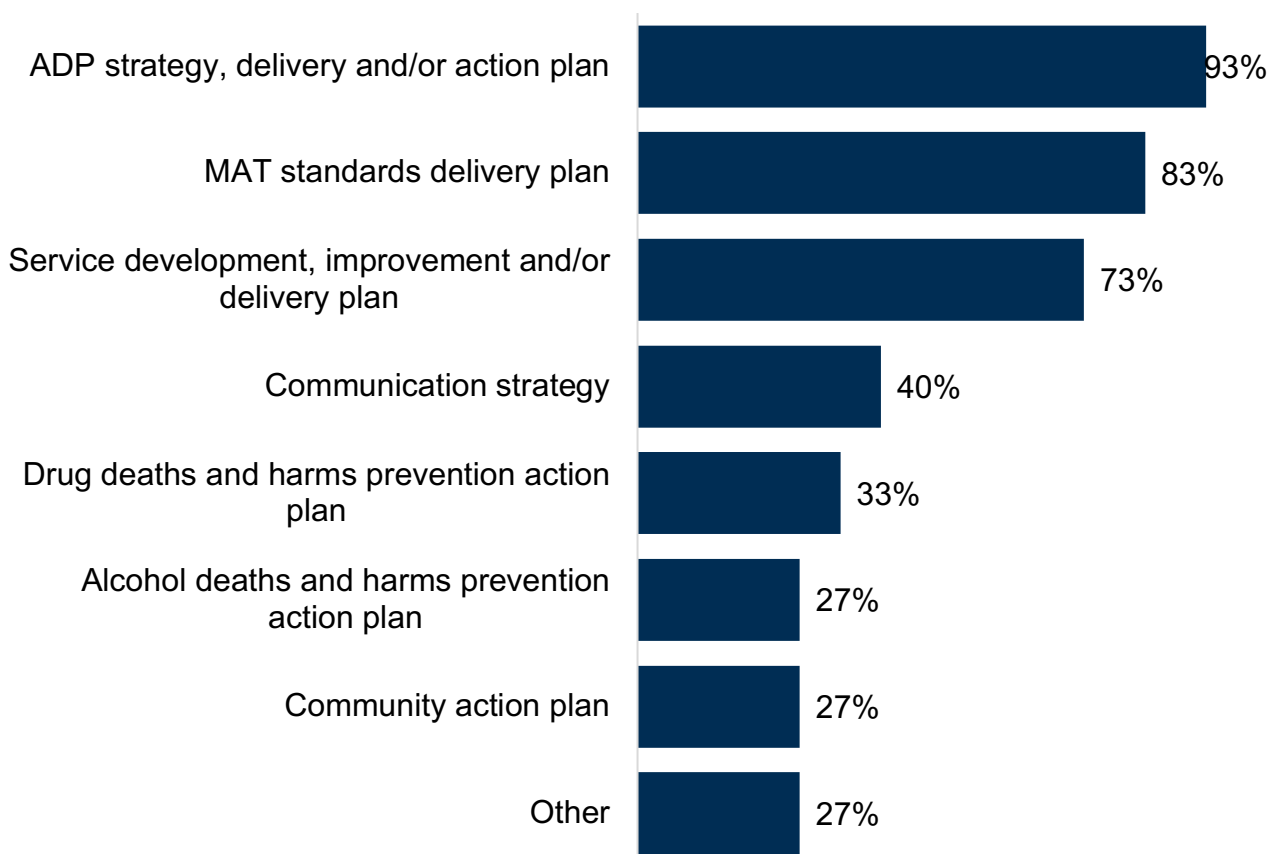 ADP strategy, delivery and/or action plan
93%
MAT standards delivery plan
83%
Service development, improvement and/or
delivery plan
73%
Communication strategy
40%
Drug deaths and harms prevention action
plan
33%
Alcohol deaths and harms prevention
action plan
27%
Community action plan
27%
Other
27%